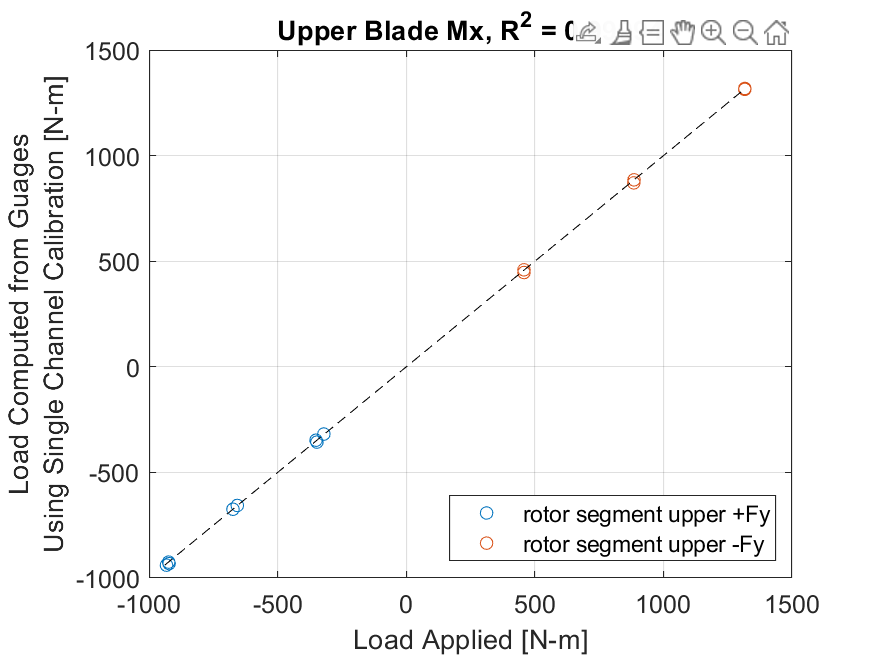 Upper Blade Mx, R² = 0
1500
1000
500
0
-500
-1000
-1000 -500 0 500 1000 1500
Load Computed from Guages
Using Single Channel Calibration [N-m]
Load Applied [N-m]
rotor segment upper +Fy
rotor segment upper -Fy